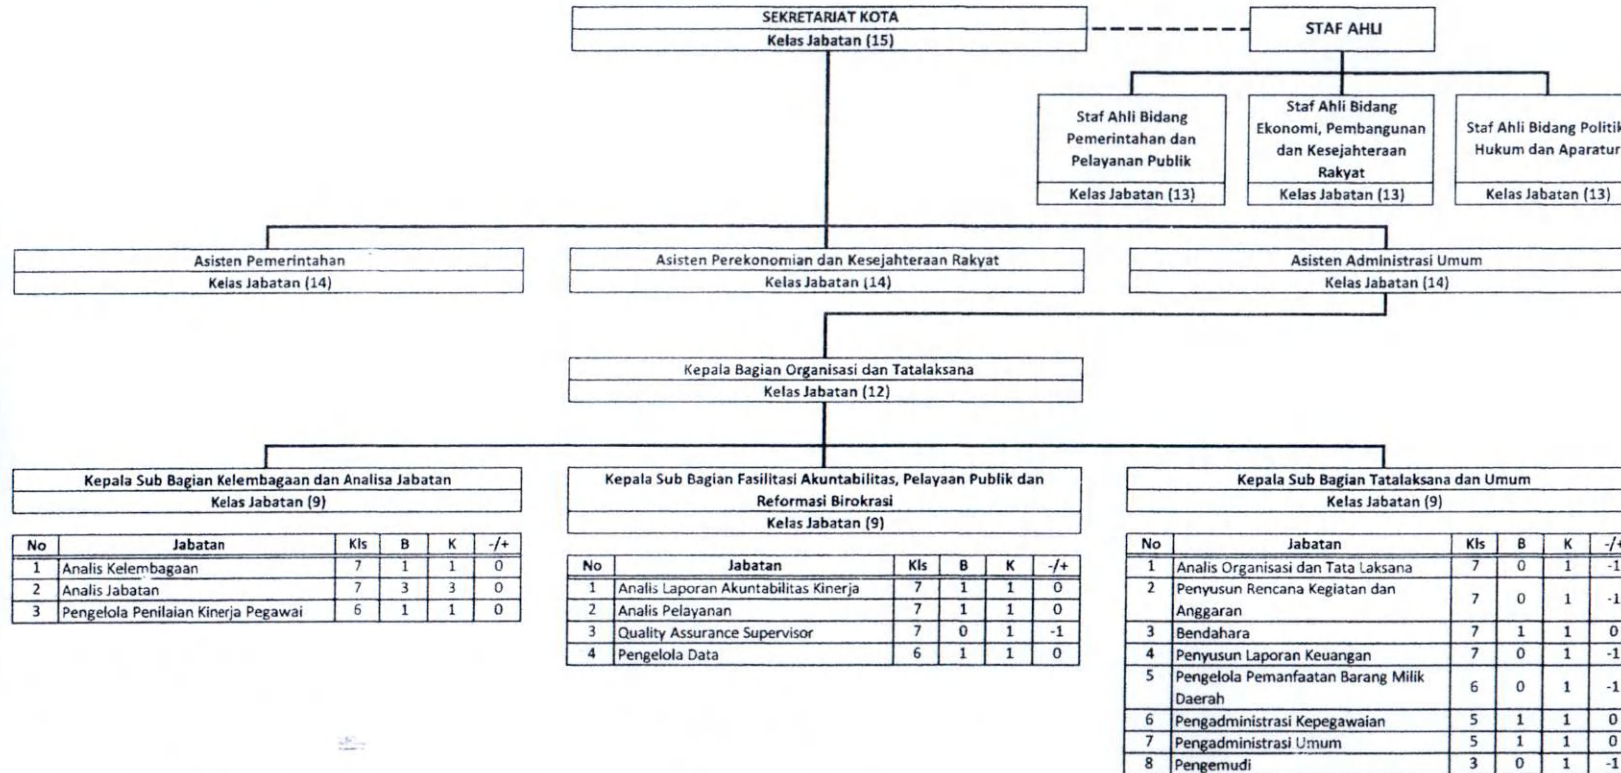 SEKRETARIAT KOTA
Kelas Jabatan (15)
STAF AHLI
Staf Ahli Bidang
Pemerintahan dan
Pelayanan Publik
Kelas Jabatan (13)
Staf Ahli Bidang
Ekonomi, Pembangunan
dan Kesejahteraan
Rakyat
Kelas Jabatan (13)
Staf Ahli Bidang Politik
Hukum dan Aparatur
Kelas Jabatan (13)
Asisten Pemerintahan
Kelas Jabatan (14)
Asisten Perekonomian dan Kesejahteraan Rakyat
Kelas Jabatan (14)
Asisten Administrasi Umum
Kelas Jabatan (14)
Kepala Bagian Organisasi dan Tatalaksana
Kelas Jabatan (12)
Kepala Sub Bagian Kelembagaan dan Analisa Jabatan
Kelas Jabatan (9)
No Jabatan Kls B K -/+
1 Analis Kelembagaan 7 1 1 0
2 Analis Jabatan 7 3 3 0
3 Pengelola Penilaian Kinerja Pegawai 6 1 1 0
Kepala Sub Bagian Fasilitasi Akuntabilitas, Pelayaan Publik dan
Reformasi Birokrasi
Kelas Jabatan (9)
No Jabatan Kls B K -/+
1 Analis Laporan Akuntabilitas Kinerja 7 1 1 0
2 Analis Pelayanan 7 1 1 0
3 Quality Assurance Supervisor 7 0 1 -1
4 Pengelola Data 6 1 1 0
Kepala Sub Bagian Tatalaksana dan Umum
Kelas Jabatan (9)
No Jabatan Kls B K -/+
1 Analis Organisasi dan Tata Laksana 7 0 1 -1
2 Penyusun Rencana Kegiatan dan
Anggaran 7 0 1 -1
3 Bendahara 7 1 1 0
4 Penyusun Laporan Keuangan 7 0 1 -1
5 Pengelola Pemanfaatan Barang Milik
Daerah 6 0 1 -1
6 Pengadministrasi Kepegawaian 5 1 1 0
7 Pengadministrasi Umum 5 1 1 0
8 Pengemudi 3 0 1 -1